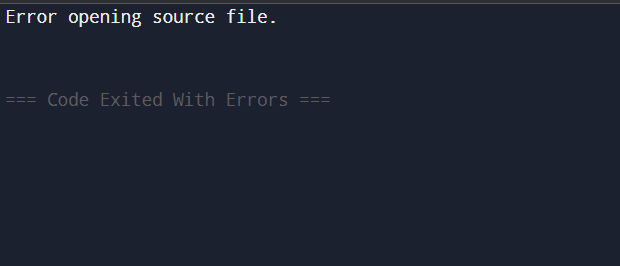 Error opening source file.
=== Code Exited With Errors ===